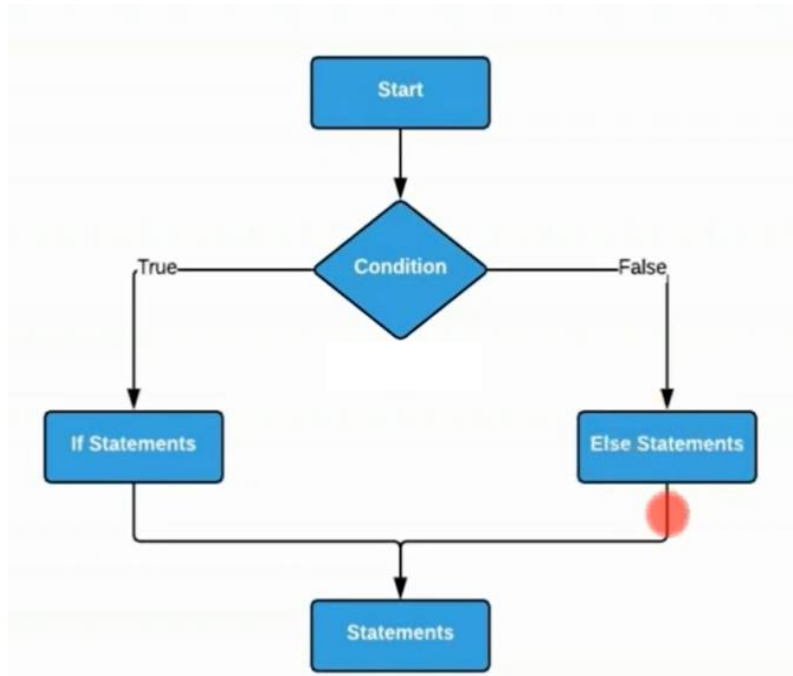 Start
Condition
True
False
If Statements
Else Statements
Statements